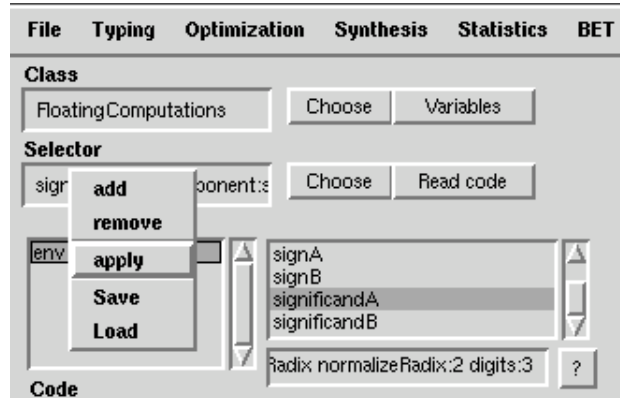 File Typing Optimization Synthesis Statistics BET
Class
FloatingComputations Choose Variables
Selector
sign ponent:s Choose Read code
add
remove
env
apply
Save
Load
signA
signB
significandA
significandB
Radix normalizeRadix:2 digits:3 ?
Code